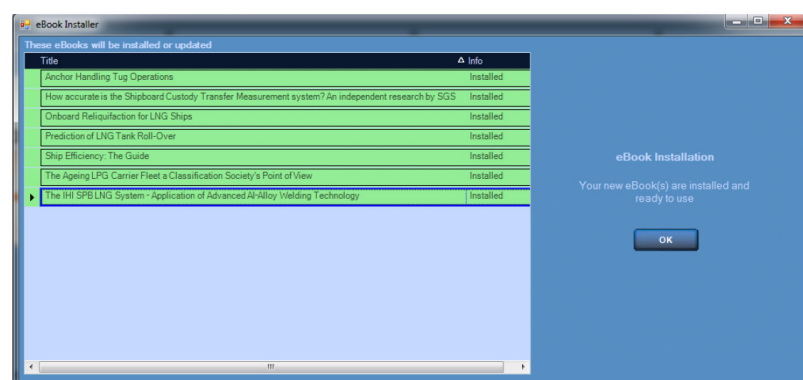 eBook Installer
These eBooks will be installed or updated
Title Info
Anchor Handling Tug Operations Installed
How accurate is the Shipboard Custody Transfer Measurement system? An independent research by SGS Installed
Onboard Reliquifaction for LNG Ships Installed
Prediction of LNG Tank Roll-Over Installed
Ship Efficiency: The Guide Installed
The Ageing LPG Carrier Fleet a Classification Society's Point of View Installed
The IHI SPB LNG System - Application of Advanced Al-Alloy Welding Technology Installed
eBook Installation
Your new eBook(s) are installed and
ready to use
OK